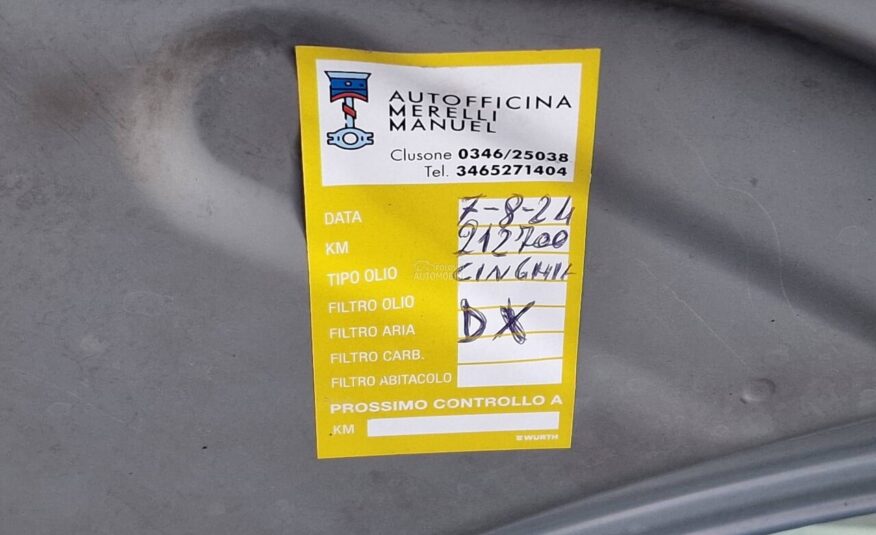 AUTOFFICINA
MERELLI
MANUEL
Clusone 0346/25038
Tel. 3465271404
DATA 7-8-24
KM 212700
TIPO OLIO CINGHIA
FILTRO OLIO
FILTRO ARIA DX
FILTRO CARB.
FILTRO ABITACOLO
PROSSIMO CONTROLLO A
KM
WÜRTH